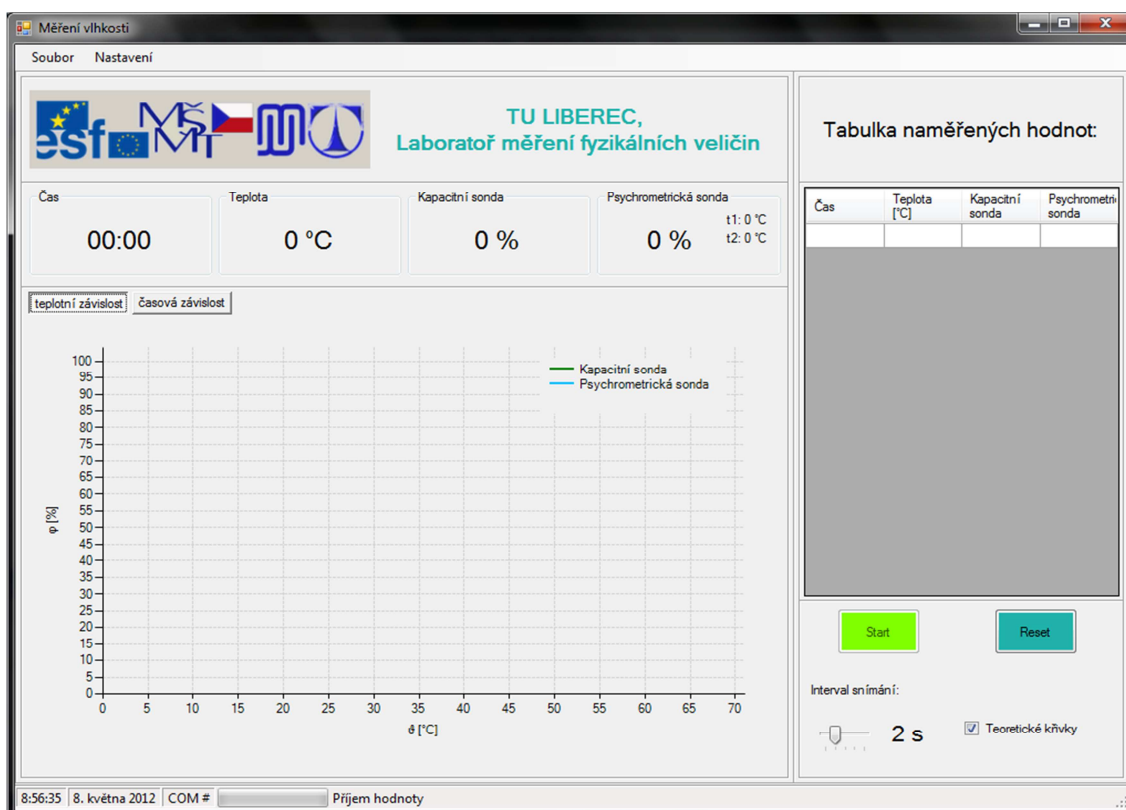 Měření vlhkosti
Soubor Nastavení
esf MŠMT
TU LIBEREC,
Laboratoř měření fyzikálních veličin
Čas
00:00
Teplota
0 °C
Kapacitní sonda
0 %
Psychrometrická sonda
0 %
t1: 0 °C
t2: 0 °C
teplotní závislost časová závislost
100
95
90
85
80
75
70
65
60
55
50
45
40
35
30
25
20
15
10
5
0
φ [%]
Kapacitní sonda
Psychrometrická sonda
0 5 10 15 20 25 30 35 40 45 50 55 60 65 70
ϑ [°C]
Tabulka naměřených hodnot:
Čas
Teplota
[°C]
Kapacitní
sonda
Psychrometri
sonda
Start Reset
Interval snímání:
2 s
Teoretické křivky
8:56:35 8. května 2012 COM # Příjem hodnoty